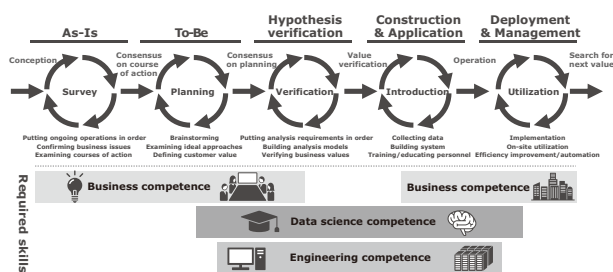 As-Is
To-Be
Hypothesis
verification
Construction
& Application
Deployment
& Management
Conception
Consensus
on course
of action
Consensus
on planning
Value
verification
Operation
Search for
next value
Survey
Planning
Verification
Introduction
Utilization
Putting ongoing operations in order
Confirming business issues
Examining courses of action
Brainstorming
Examining ideal approaches
Defining customer value
Putting analysis requirements in order
Building analysis models
Verifying business values
Collecting data
Building system
Training/educating personnel
Implementation
On-site utilization
Efficiency improvement/automation
Required skills
Business competence
Business competence
Data science competence
Engineering competence